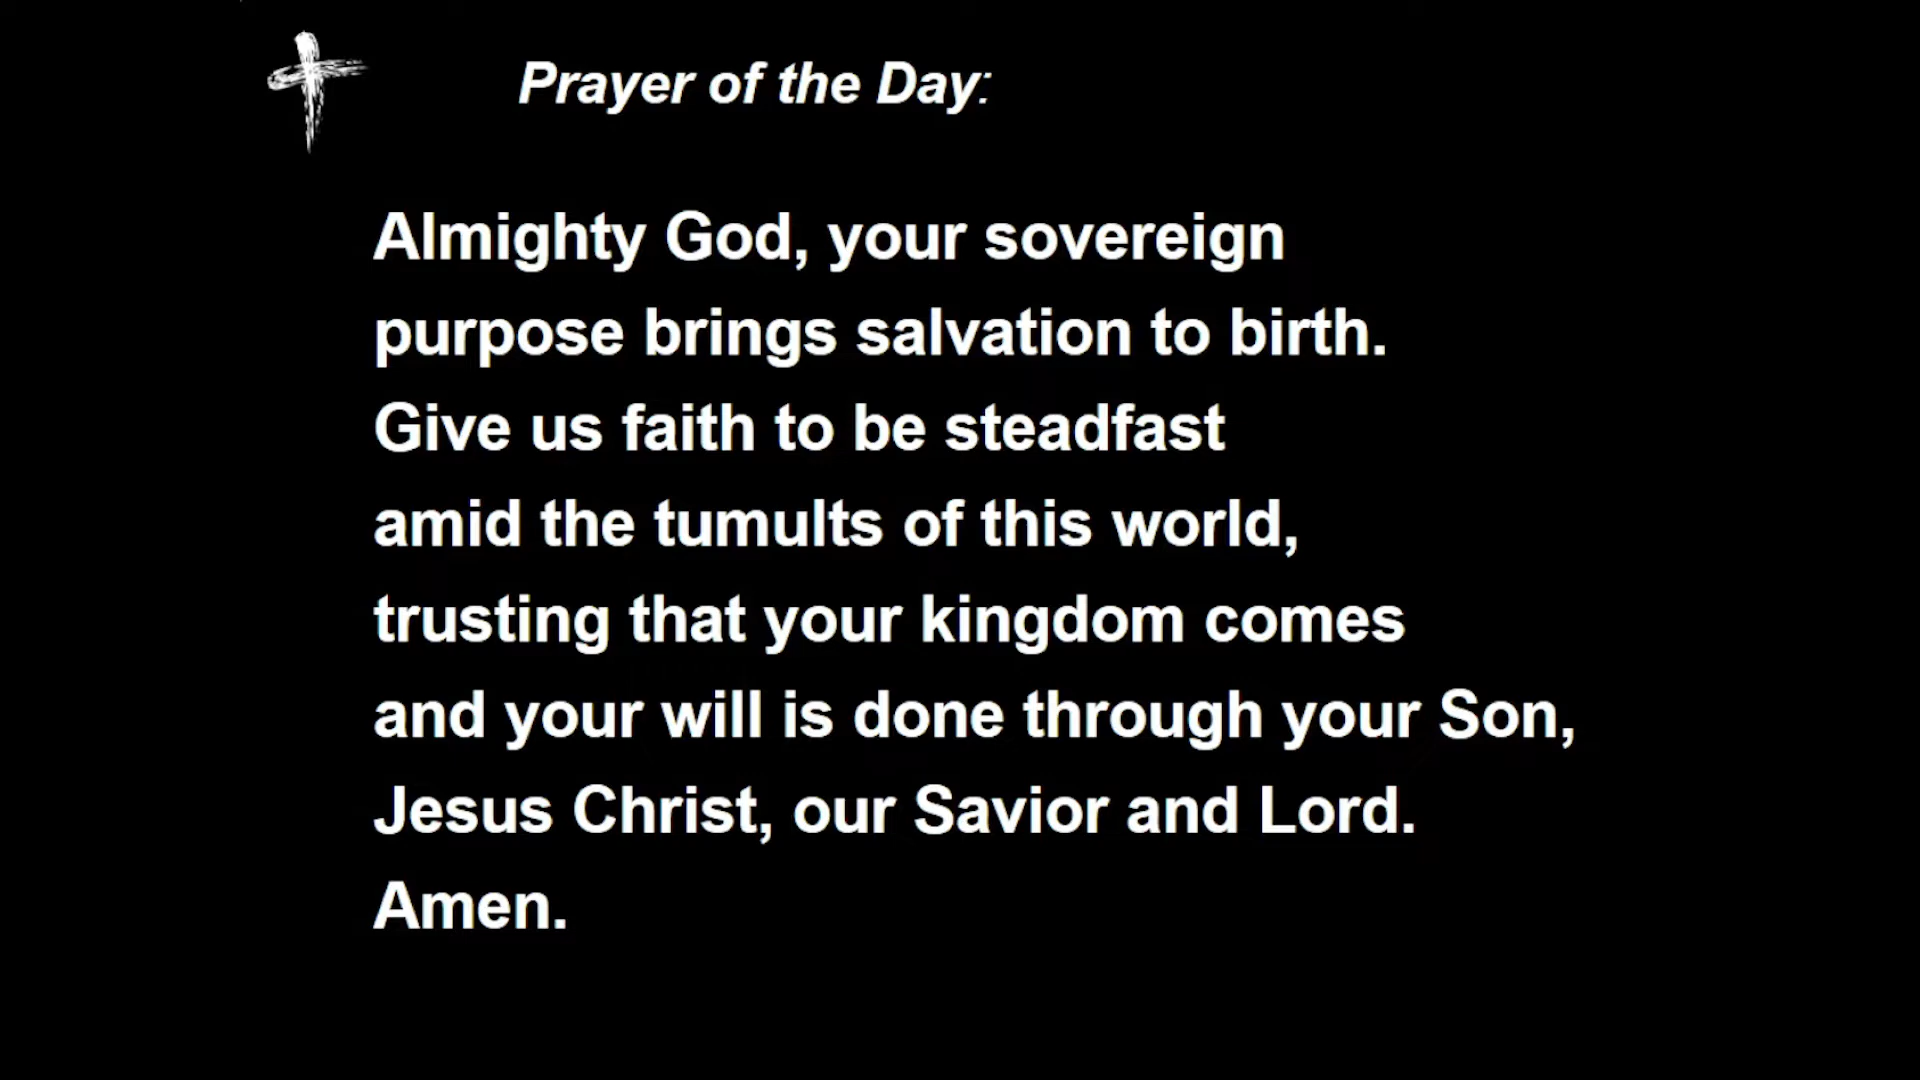 Prayer of the Day:
Almighty God, your sovereign
purpose brings salvation to birth.
Give us faith to be steadfast
amid the tumults of this world,
trusting that your kingdom comes
and your will is done through your Son,
Jesus Christ, our Savior and Lord.
Amen.